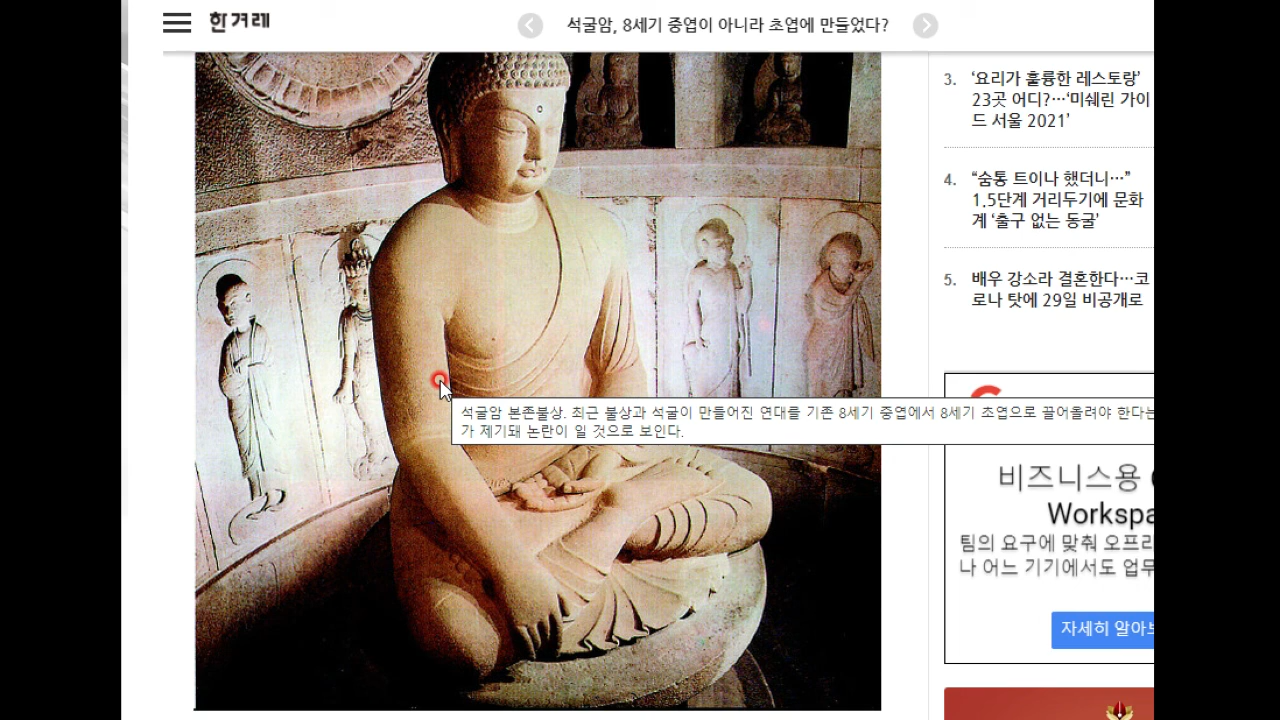 한겨레
석굴암, 8세기 중엽이 아니라 초엽에 만들었다?
3. ‘요리가 훌륭한 레스토랑’
23곳 어디?…‘미쉐린 가이
드 서울 2021’
4. “숨통 트이나 했더니…”
1.5단계 거리두기에 문화
계 ‘출구 없는 동굴’
5. 배우 강소라 결혼한다…코
로나 탓에 29일 비공개로
석굴암 본존불상. 최근 불상과 석굴이 만들어진 연대를 기존 8세기 중엽에서 8세기 초엽으로 끌어올려야 한다는
가 제기돼 논란이 일 것으로 보인다.
비즈니스용
Workspa
팀의 요구에 맞춰 오프
나 어느 기기에서도 업무
자세히 알아보